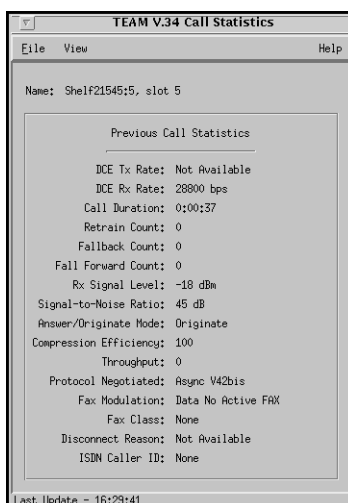 TEAM V.34 Call Statistics
File View Help
Name: Shelf21545:5, slot 5
Previous Call Statistics
DCE Tx Rate: Not Available
DCE Rx Rate: 28800 bps
Call Duration: 0:00:37
Retrain Count: 0
Fallback Count: 0
Fall Forward Count: 0
Rx Signal Level: -18 dBm
Signal-to-Noise Ratio: 45 dB
Answer/Originate Mode: Originate
Compression Efficiency: 100
Throughput: 0
Protocol Negotiated: Async V42bis
Fax Modulation: Data No Active FAX
Fax Class: None
Disconnect Reason: Not Available
ISDN Caller ID: None
Last Update - 16:29:41